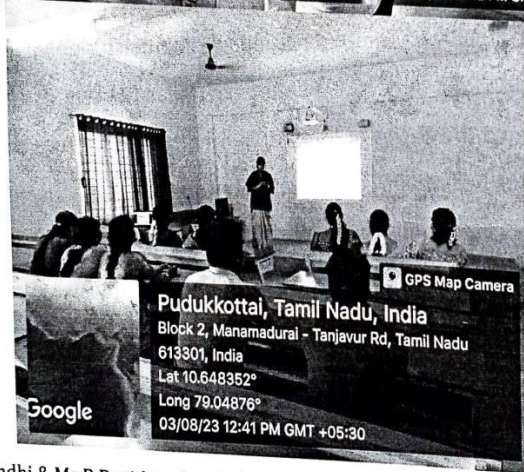 GPS Map Camera
Pudukkottai, Tamil Nadu, India
Block 2, Manamadurai - Tanjavur Rd, Tamil Nadu
613301, India
Lat 10.648352°
Long 79.04876°
03/08/23 12:41 PM GMT +05:30
Google